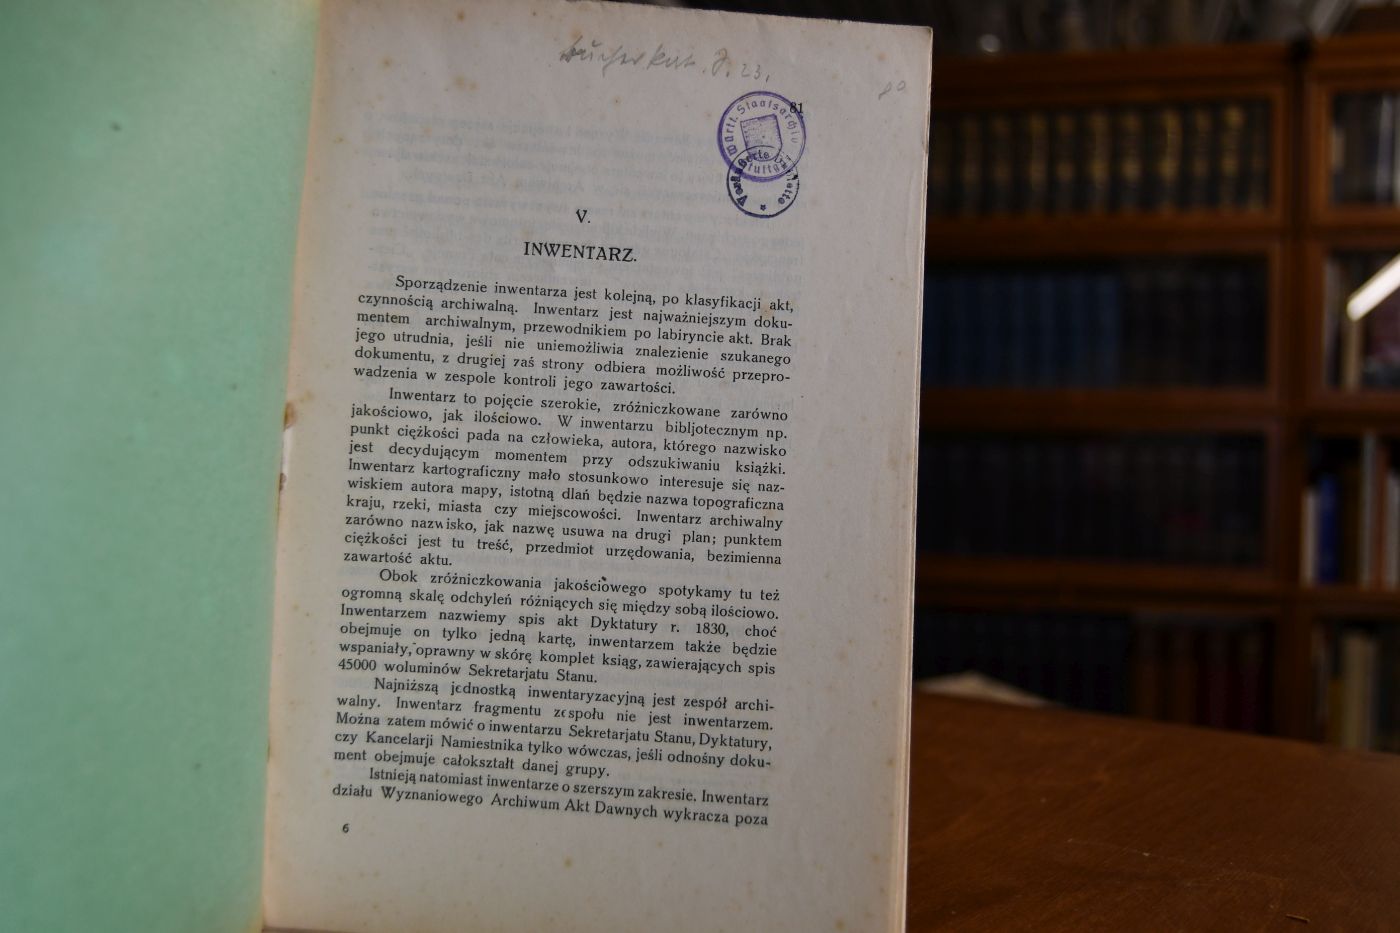 Bücherkat. J. 23.
81
80
Württ. Staatsarchiv Stuttgart
V.
INWENTARZ.
Sporządzenie inwentarza jest kolejną, po klasyfikacji akt,
czynnością archiwalną. Inwentarz jest najważniejszym doku-
mentem archiwalnym, przewodnikiem po labiryncie akt. Brak
jego utrudnia, jeśli nie uniemożliwia znalezienie szukanego
dokumentu, z drugiej zaś strony odbiera możliwość przepro-
wadzenia w zespole kontroli jego zawartości.
Inwentarz to pojęcie szerokie, zróżniczkowane zarówno
jakościowo, jak ilościowo. W inwentarzu bibljotecznym np.
punkt ciężkości pada na człowieka, autora, którego nazwisko
jest decydującym momentem przy odszukiwaniu książki.
Inwentarz kartograficzny mało stosunkowo interesuje się naz-
wiskiem autora mapy, istotną dlań będzie nazwa topograficzna
kraju, rzeki, miasta czy miejscowości. Inwentarz archiwalny
zarówno nazwisko, jak nazwę usuwa na drugi plan; punktem
ciężkości jest tu treść, przedmiot urzędowania, bezimienna
zawartość aktu.
Obok zróżniczkowania jakościowego spotykamy tu też
ogromną skalę odchyleń różniących się między sobą ilościowo.
Inwentarzem nazwiemy spis akt Dyktatury r. 1830, choć
obejmuje on tylko jedną kartę, inwentarzem także będzie
wspaniały, oprawny w skórę komplet ksiąg, zawierających spis
45000 woluminów Sekretarjatu Stanu.
Najniższą jednostką inwentaryzacyjną jest zespół archi-
walny. Inwentarz fragmentu zespołu nie jest inwentarzem.
Można zatem mówić o inwentarzu Sekretarjatu Stanu, Dyktatury,
czy Kancelarji Namiestnika tylko wówczas, jeśli odnośny doku-
ment obejmuje całokształt danej grupy.
Istnieją natomiast inwentarze o szerszym zakresie. Inwentarz
działu Wyznaniowego Archiwum Akt Dawnych wykracza poza
6